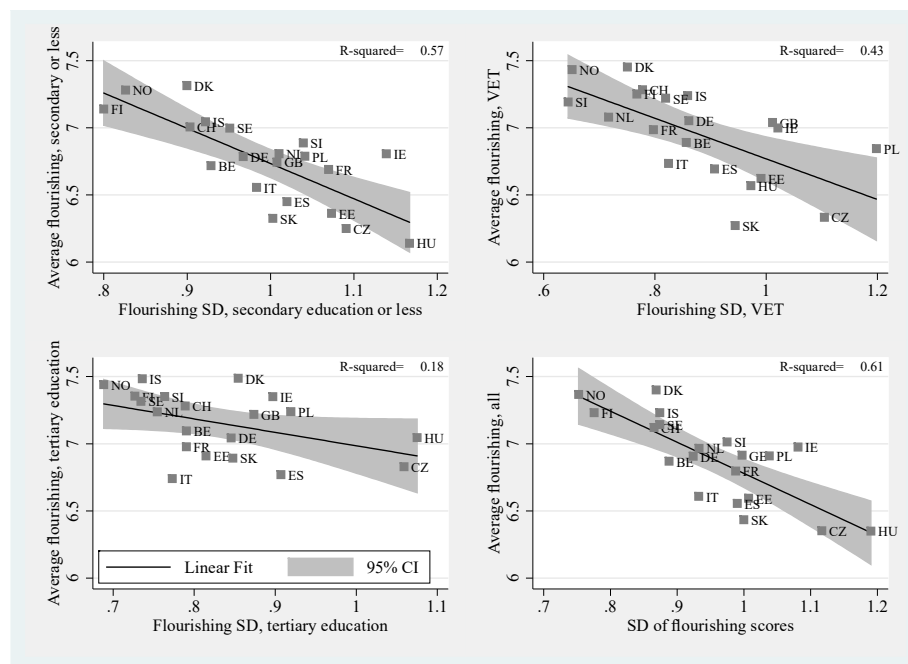 R-squared= 0.57
Average flourishing, secondary or less
7.5
7
6.5
6
NO
DK
FI
IS
CH
SE
SI
DE
NL
PL
IE
BE
GB
FR
IT
ES
SK
EE
CZ
HU
.8 .9 1 1.1 1.2
Flourishing SD, secondary education or less
R-squared= 0.43
Average flourishing, VET
7.5
7
6.5
6
NO
DK
CH
FI
SE
IS
SI
NL
DE
GB
IE
FR
BE
PL
IT
ES
EE
HU
CZ
SK
.6 .8 1 1.2
Flourishing SD, VET
R-squared= 0.18
Average flourishing, tertiary education
7.5
7
6.5
6
NO
IS
DK
FI
SI
SE
IE
CH
NL
GB
PL
BE
DE
HU
FR
EE
SK
CZ
IT
ES
Linear Fit 95% CI
.7 .8 .9 1 1.1
Flourishing SD, tertiary education
R-squared= 0.61
Average flourishing, all
7.5
7
6.5
6
NO
DK
FI
IS
SE
CH
SI
NL
IE
DE
GB
PL
BE
FR
IT
EE
ES
SK
CZ
HU
.7 .8 .9 1 1.1 1.2
SD of flourishing scores